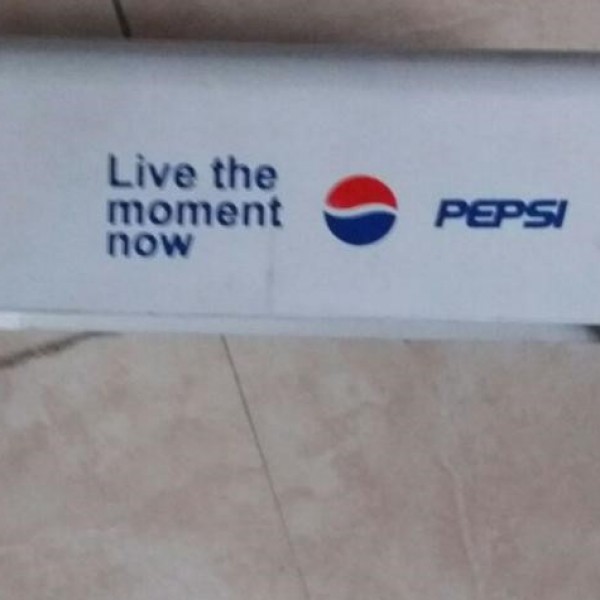 Live the
moment
now
PEPSI